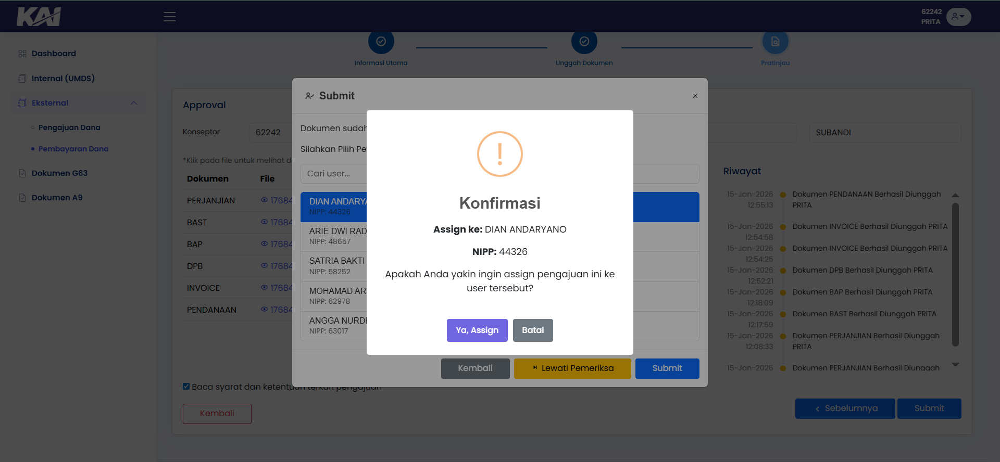 KAI
62242
PRITA
Dashboard
Internal (UMDS)
Eksternal
Pengajuan Dana
Pembayaran Dana
Dokumen G63
Dokumen A9
Informasi Utama
Unggah Dokumen
Pratinjau
Approval
Konseptor
62242
SUBANDI
*Klik pada file untuk melihat
Dokumen
File
PERJANJIAN
17684
BAST
17684
BAP
17684
DPB
17684
INVOICE
17684
PENDANAAN
17684
Baca syarat dan ketentuan terkait pengajuan
Kembali
Riwayat
15-Jan-2026
12:55:13
Dokumen PENDANAAN Berhasil Diunggah
PRITA
15-Jan-2026
12:54:58
Dokumen INVOICE Berhasil Diunggah PRITA
15-Jan-2026
12:54:25
Dokumen INVOICE Berhasil Diunggah PRITA
15-Jan-2026
12:52:21
Dokumen DPB Berhasil Diunggah PRITA
15-Jan-2026
12:18:09
Dokumen BAP Berhasil Diunggah PRITA
15-Jan-2026
12:17:59
Dokumen BAST Berhasil Diunggah PRITA
15-Jan-2026
12:08:33
Dokumen PERJANJIAN Berhasil Diunggah
PRITA
15-Jan-2026
Dokumen PERJANJIAN Berhasil Diunggah
Sebelumnya
Submit
Submit
×
Dokumen sudah
Silahkan Pilih Pe
Cari user...
DIAN ANDARYA
NIPP: 44326
ARIE DWI RAD
NIPP: 48657
SATRIA BAKTI
NIPP: 58252
MOHAMAD AR
NIPP: 62978
ANGGA NURD
NIPP: 63017
Kembali
Lewati Pemeriksa
Submit
!
Konfirmasi
Assign ke: DIAN ANDARYANO
NIPP: 44326
Apakah Anda yakin ingin assign pengajuan ini ke
user tersebut?
Ya, Assign
Batal